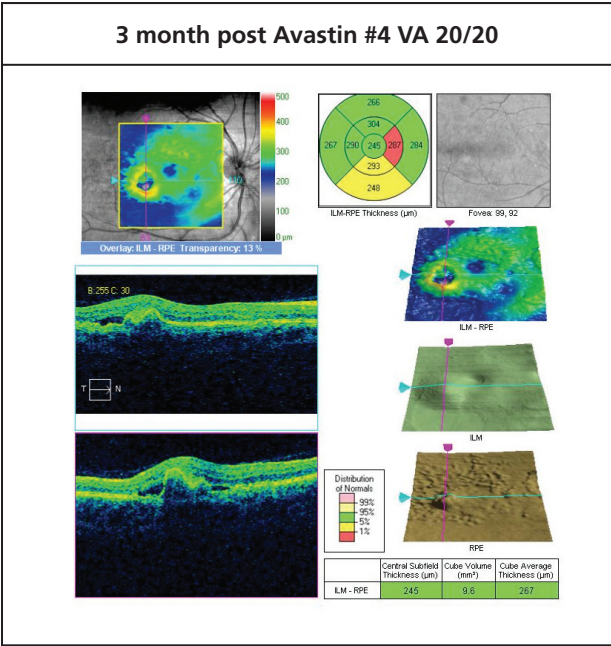 3 month post Avastin #4 VA 20/20
500
400
300
200
100
0 µm
Overlay: ILM - RPE Transparency: 13 %
266
304
267 290 245 287 284
293
248
ILM-RPE Thickness (µm)
Fovea: 99, 92
B:255 C: 30
T N
ILM - RPE
ILM
RPE
Distribution
of Normals
99%
95%
5%
1%
Central Subfield Thickness (µm) Cube Volume (mm³) Cube Average Thickness (µm)
ILM - RPE 245 9.6 267